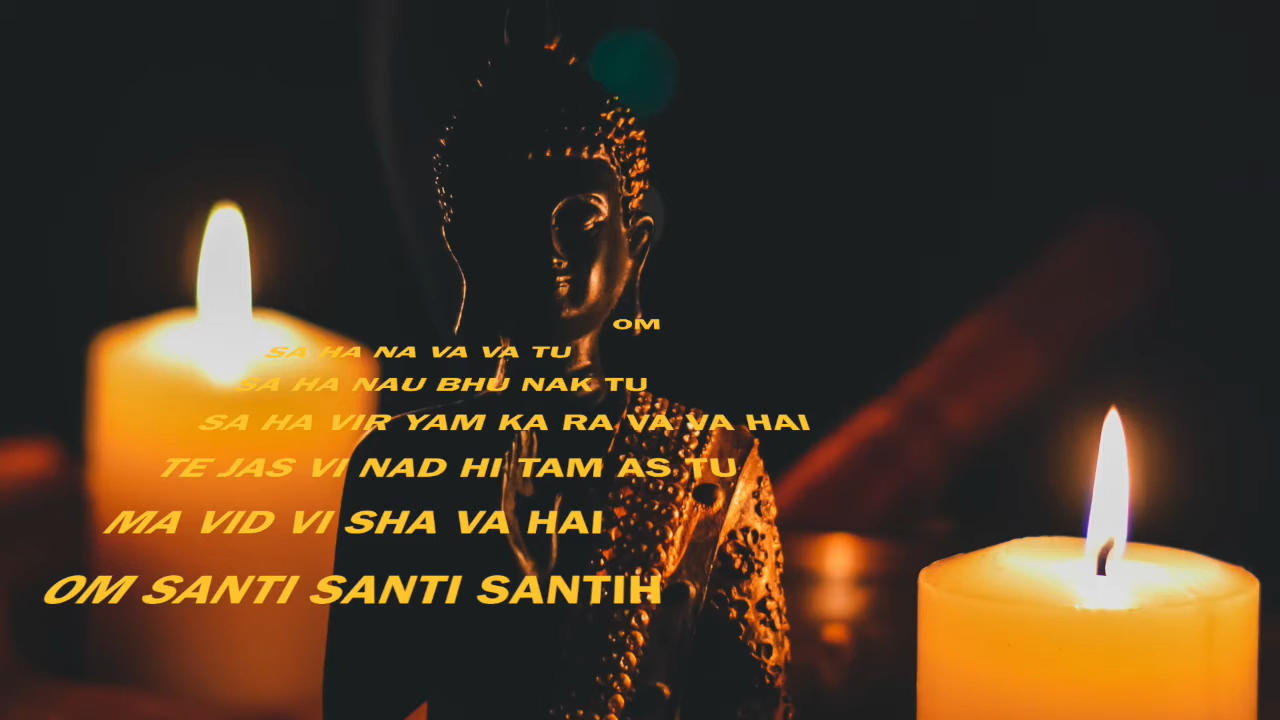 OM
SA HA NA VA VA TU
SA HA NAU BHU NAK TU
SA HA VIR YAM KA RA VA VA HAI
TE JAS VI NAD HI TAM AS TU
MA VID VI SHA VA HAI
OM SANTI SANTI SANTIH